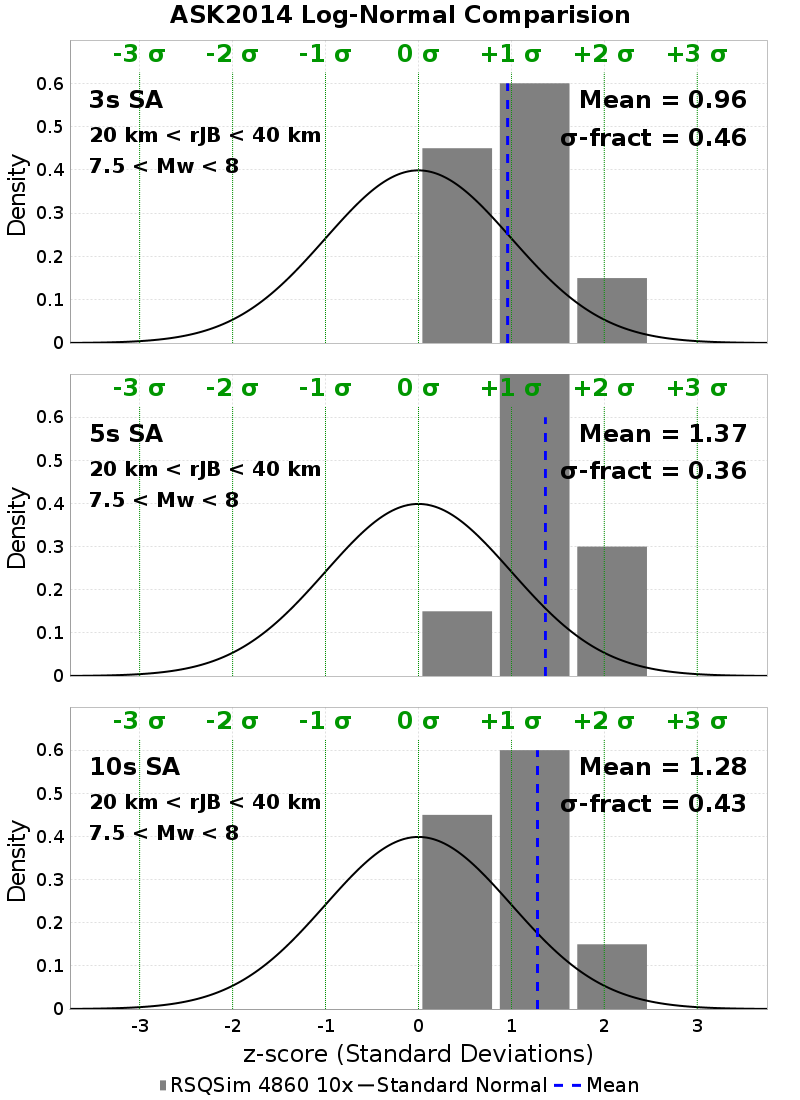 ASK2014 Log-Normal Comparision
-3 σ -2 σ -1 σ 0 σ +1 σ +2 σ +3 σ
3s SA
20 km < rJB < 40 km
7.5 < Mw < 8
Mean = 0.96
σ-fract = 0.46
0.6
0.5
0.4
0.3
0.2
0.1
0
Density
-3 σ -2 σ -1 σ 0 σ +1 σ +2 σ +3 σ
5s SA
20 km < rJB < 40 km
7.5 < Mw < 8
Mean = 1.37
σ-fract = 0.36
0.6
0.5
0.4
0.3
0.2
0.1
0
Density
-3 σ -2 σ -1 σ 0 σ +1 σ +2 σ +3 σ
10s SA
20 km < rJB < 40 km
7.5 < Mw < 8
Mean = 1.28
σ-fract = 0.43
0.6
0.5
0.4
0.3
0.2
0.1
0
Density
-3 -2 -1 0 1 2 3
z-score (Standard Deviations)
RSQSim 4860 10x Standard Normal Mean